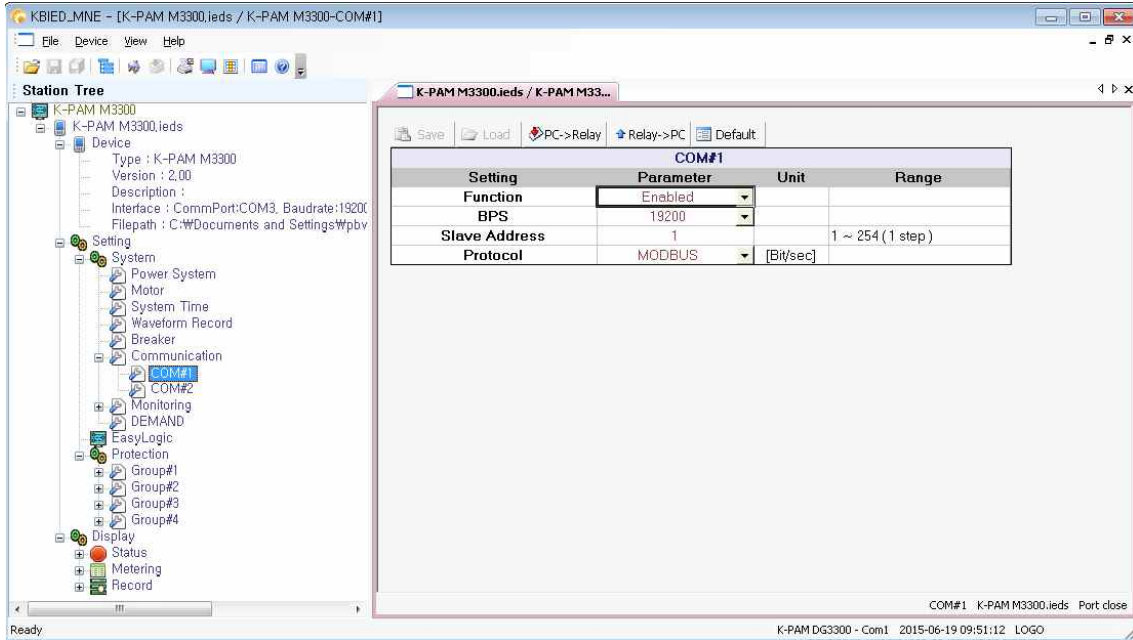 KBIED_MNE - [K-PAM M3300,ieds / K-PAM M3300-COM#1]
File Device View Help
Station Tree
K-PAM M3300.ieds / K-PAM M33...
K-PAM M3300
K-PAM M3300,ieds
Device
Type : K-PAM M3300
Version : 2,00
Description :
Interface : CommPort:COM3, Baudrate:19200
Filepath : C:₩Documents and Settings₩pbv
Setting
System
Power System
Motor
System Time
Waveform Record
Breaker
Communication
COM#1
COM#2
Monitoring
DEMAND
EasyLogic
Protection
Group#1
Group#2
Group#3
Group#4
Display
Status
Metering
Record
Save Load PC->Relay Relay->PC Default
COM#1
Setting Parameter Unit Range
Function Enabled
BPS 19200
Slave Address 1 1 ~ 254 ( 1 step )
Protocol MODBUS [Bit/sec]
COM#1 K-PAM M3300.ieds Port close
Ready
K-PAM DG3300 - Com1 2015-06-19 09:51:12 LOGO